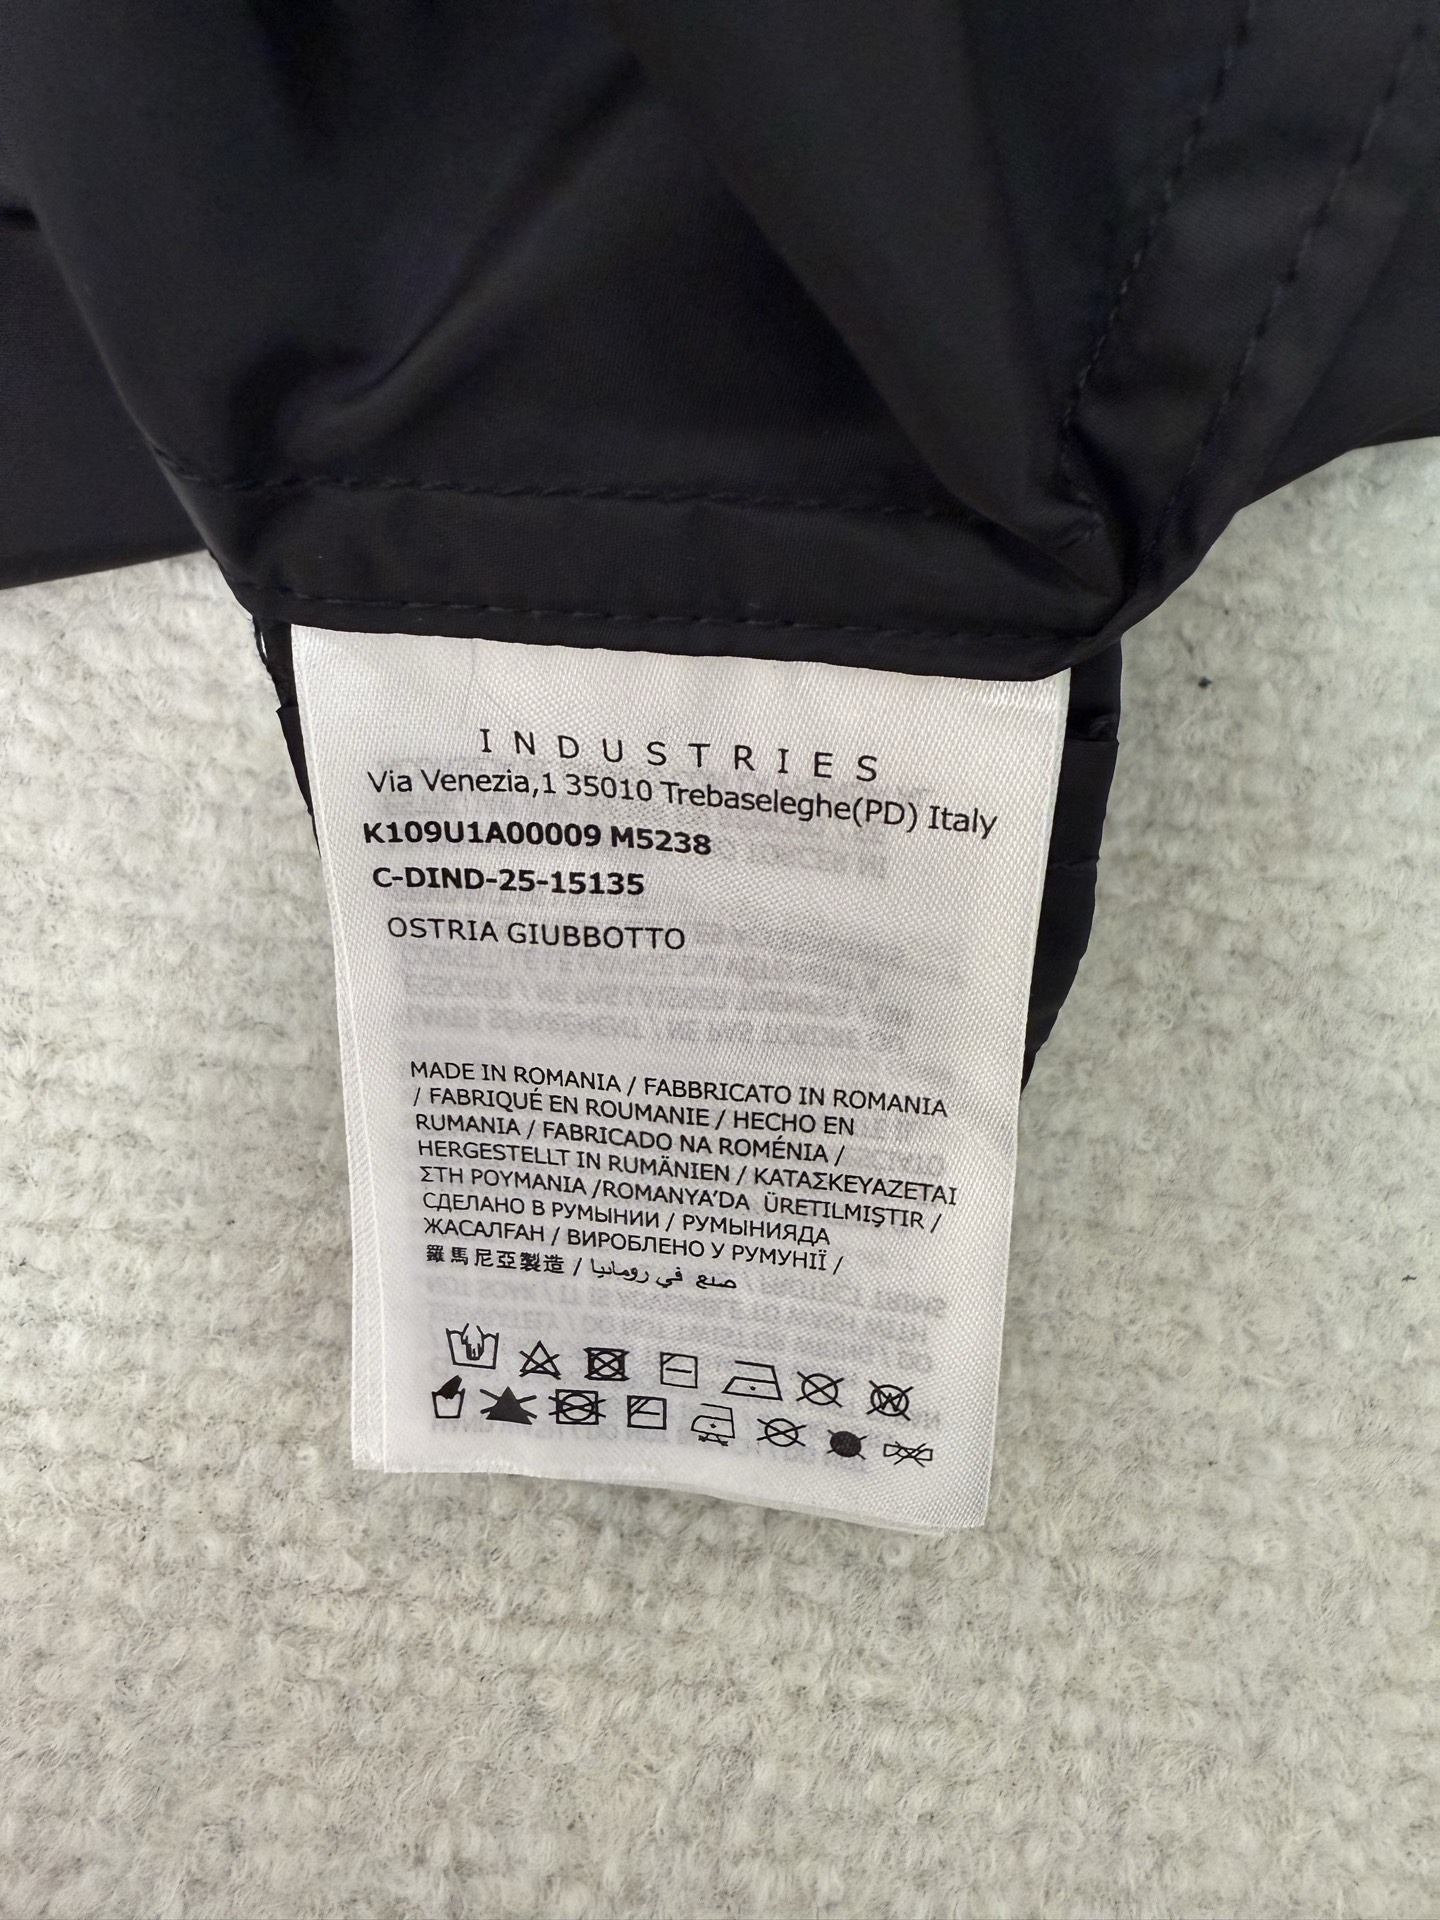 INDUSTRIES
Via Venezia,1 35010 Trebaseleghe(PD) Italy
K109U1A00009 M5238
C-DIND-25-15135
OSTRIA GIUBBOTTO
MADE IN ROMANIA / FABBRICATO IN ROMANIA
/ FABRIQUÉ EN ROUMANIE / HECHO EN
RUMANIA / FABRICADO NA ROMÉNIA /
HERGESTELLT IN RUMÄNIEN / ΚΑΤΑΣΚΕΥΑΖΕΤΑΙ
ΣΤΗ ΡΟΥΜΑΝΙΑ /ROMANYA’DA ÜRETILMIŞTIR /
СДЕЛАНО В РУМЫНИИ / РУМЫНИЯДА
ЖАСАЛҒАН / ВИРОБЛЕНО У РУМУНІЇ /
羅馬尼亞製造 / صنع في رومانيا